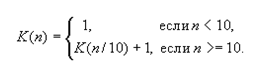 K(n) = { 1, если n < 10,
K(n/10) + 1, если n >= 10.